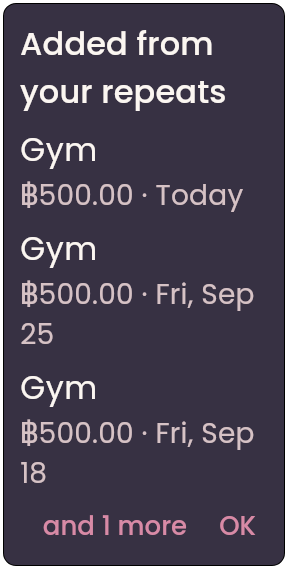 Added from
your repeats
Gym
฿500.00 · Today
Gym
฿500.00 · Fri, Sep
25
Gym
฿500.00 · Fri, Sep
18
and 1 more OK